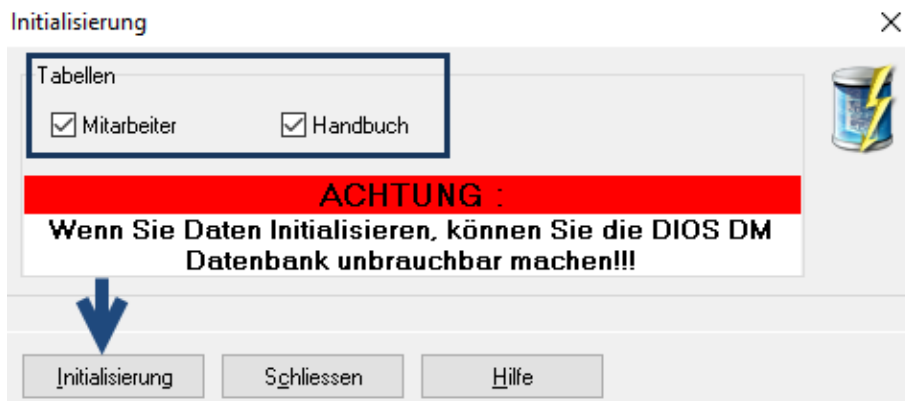 Initialisierung
Tabellen
Mitarbeiter Handbuch
ACHTUNG :
Wenn Sie Daten Initialisieren, können Sie die DIOS DM
Datenbank unbrauchbar machen!!!
Initialisierung Schliessen Hilfe